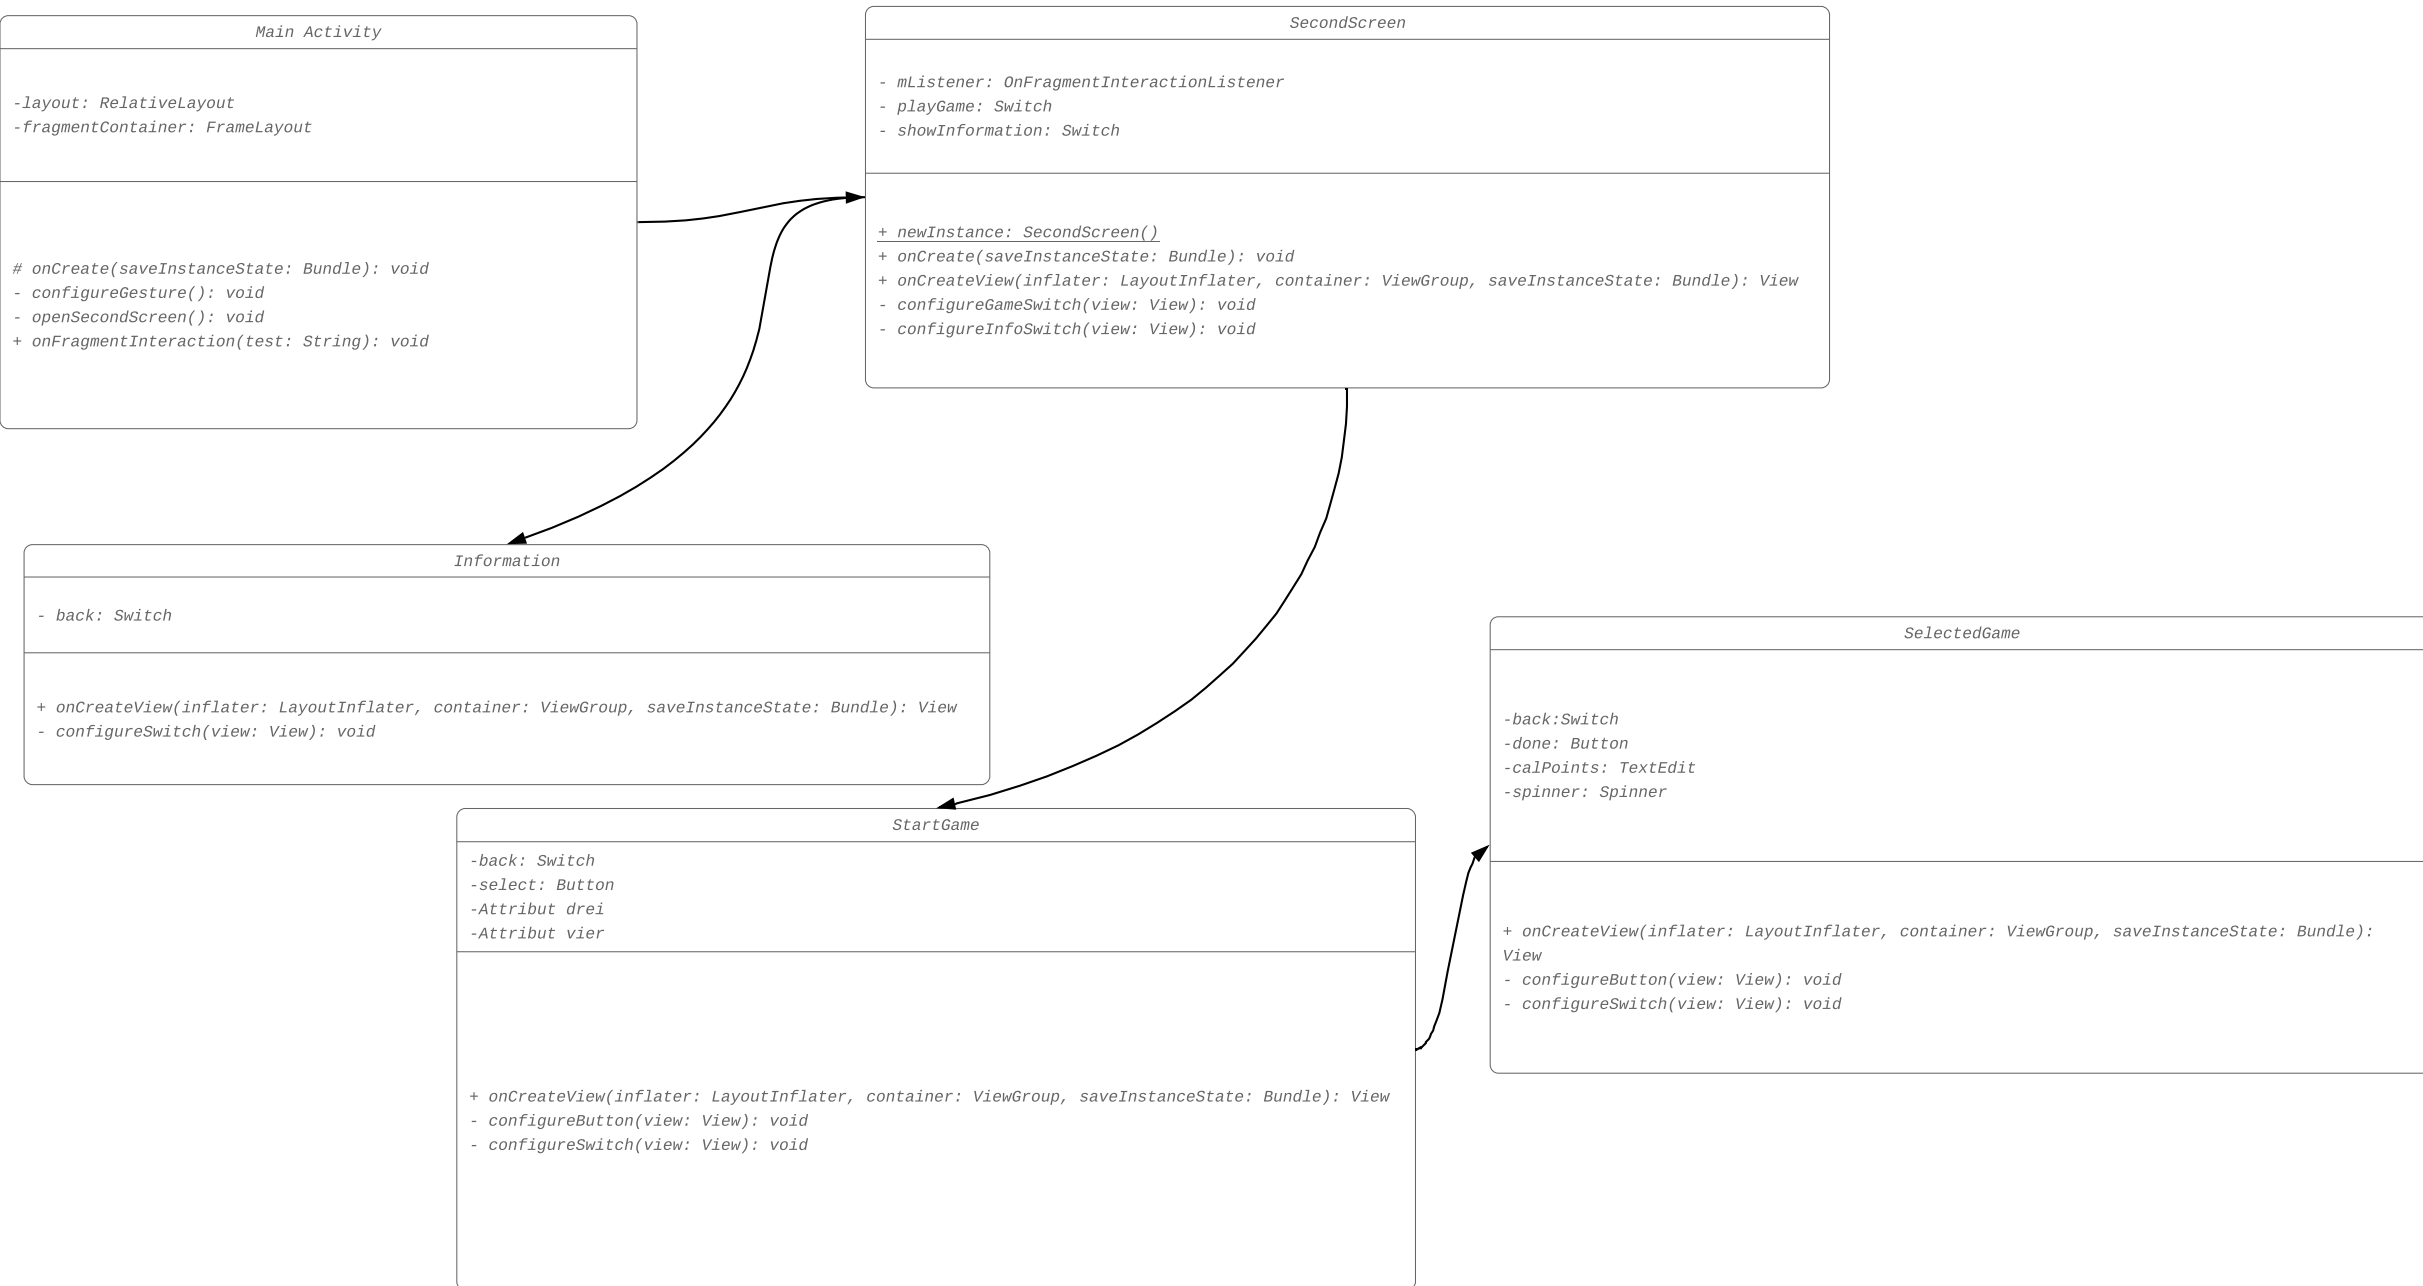 Main Activity
-layout: RelativeLayout
-fragmentContainer: FrameLayout
# onCreate(saveInstanceState: Bundle): void
- configureGesture(): void
- openSecondScreen(): void
+ onFragmentInteraction(test: String): void
SecondScreen
- mListener: OnFragmentInteractionListener
- playGame: Switch
- showInformation: Switch
+ newInstance: SecondScreen()
+ onCreate(saveInstanceState: Bundle): void
+ onCreateView(inflater: LayoutInflater, container: ViewGroup, saveInstanceState: Bundle): View
- configureGameSwitch(view: View): void
- configureInfoSwitch(view: View): void
Information
- back: Switch
+ onCreateView(inflater: LayoutInflater, container: ViewGroup, saveInstanceState: Bundle): View
- configureSwitch(view: View): void
SelectedGame
-back:Switch
-done: Button
-calPoints: TextEdit
-spinner: Spinner
+ onCreateView(inflater: LayoutInflater, container: ViewGroup, saveInstanceState: Bundle):
View
- configureButton(view: View): void
- configureSwitch(view: View): void
StartGame
-back: Switch
-select: Button
-Attribut drei
-Attribut vier
+ onCreateView(inflater: LayoutInflater, container: ViewGroup, saveInstanceState: Bundle): View
- configureButton(view: View): void
- configureSwitch(view: View): void